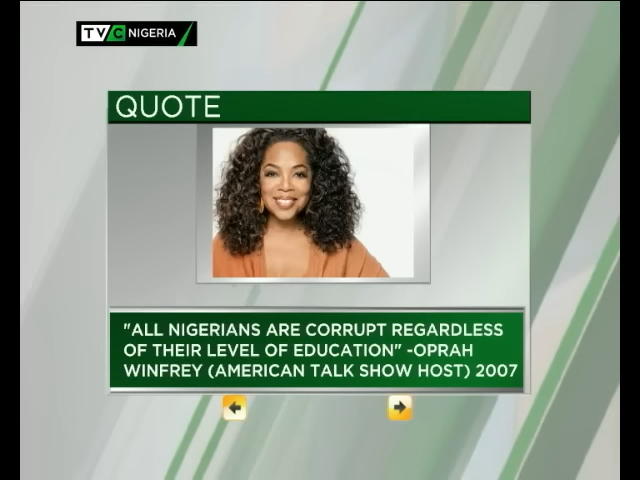 TVC NIGERIA
QUOTE
"ALL NIGERIANS ARE CORRUPT REGARDLESS
OF THEIR LEVEL OF EDUCATION" -OPRAH
WINFREY (AMERICAN TALK SHOW HOST) 2007